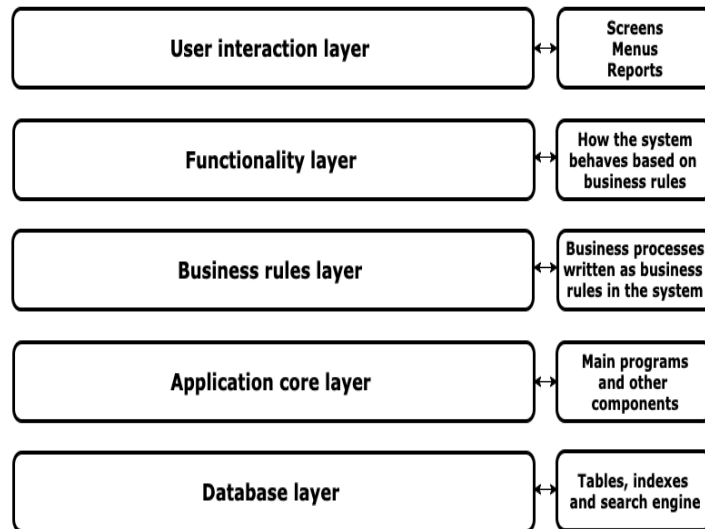 User interaction layer
Screens
Menus
Reports
Functionality layer
How the system
behaves based on
business rules
Business rules layer
Business processes
written as business
rules in the system
Application core layer
Main programs
and other
components
Database layer
Tables, indexes
and search engine